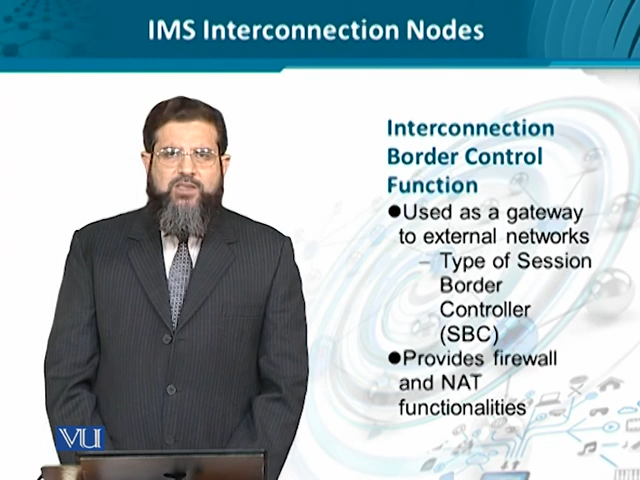 IMS Interconnection Nodes
Interconnection
Border Control
Function
●Used as a gateway
to external networks
– Type of Session
Border
Controller
(SBC)
●Provides firewall
and NAT
functionalities
VU